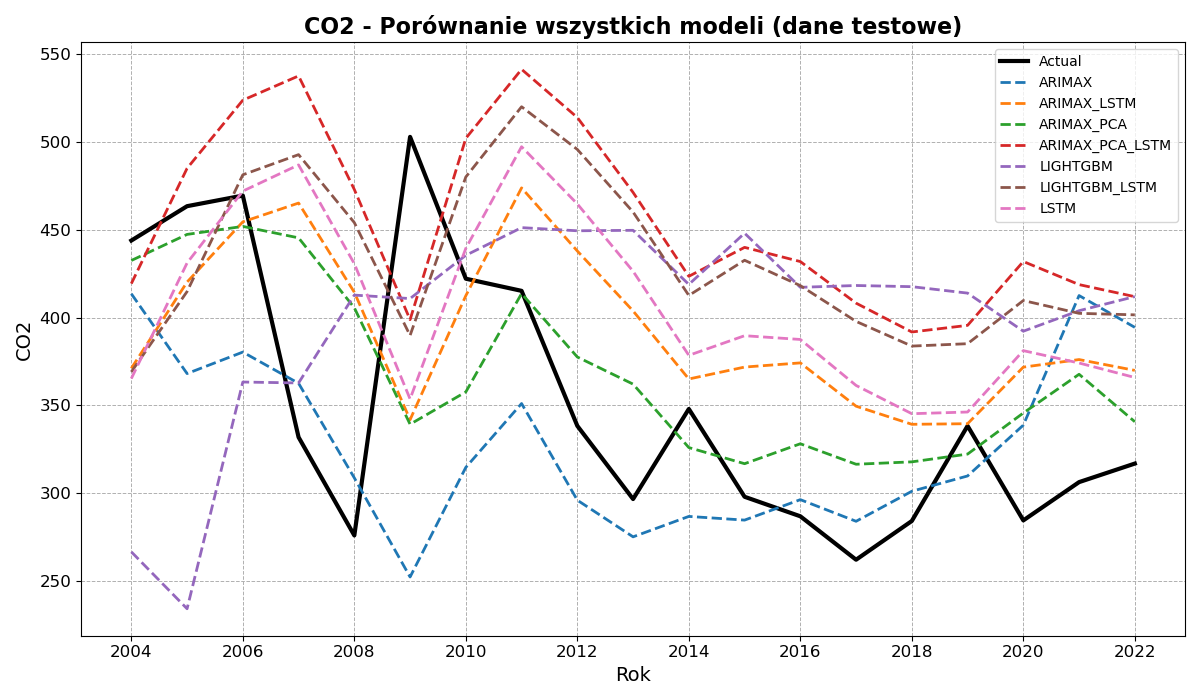 CO2 - Porównanie wszystkich modeli (dane testowe)
550
500
450
400
350
300
250
CO2
2004 2006 2008 2010 2012 2014 2016 2018 2020 2022
Rok
Actual
ARIMAX
ARIMAX_LSTM
ARIMAX_PCA
ARIMAX_PCA_LSTM
LIGHTGBM
LIGHTGBM_LSTM
LSTM